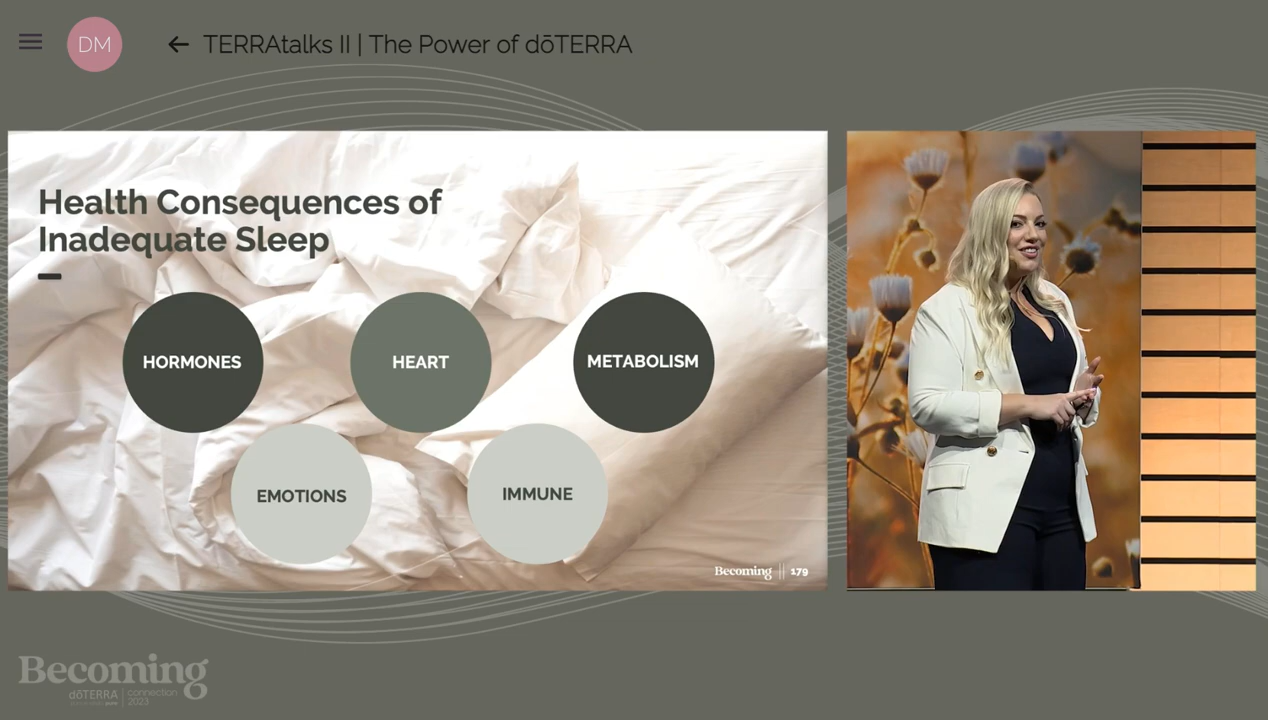 DM
← TERRAtalks II | The Power of dōTERRA
Health Consequences of
Inadequate Sleep
HORMONES
HEART
METABOLISM
EMOTIONS
IMMUNE
Becoming || 179
Becoming
dōTERRA | connection
2023